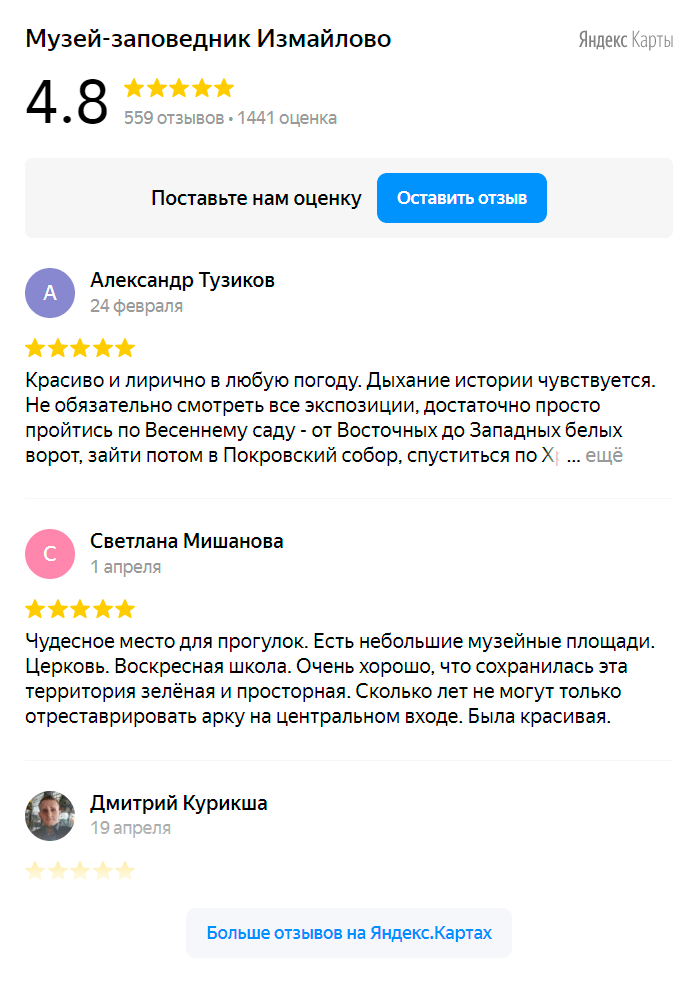 Музей-заповедник Измайлово
Яндекс Карты
4.8
559 отзывов • 1441 оценка
Поставьте нам оценку
Оставить отзыв
А
Александр Тузиков
24 февраля
Красиво и лирично в любую погоду. Дыхание истории чувствуется.
Не обязательно смотреть все экспозиции, достаточно просто
пройтись по Весеннему саду - от Восточных до Западных белых
ворот, зайти потом в Покровский собор, спуститься по Хр ... ещё
С
Светлана Мишанова
1 апреля
Чудесное место для прогулок. Есть небольшие музейные площади.
Церковь. Воскресная школа. Очень хорошо, что сохранилась эта
территория зелёная и просторная. Сколько лет не могут только
отреставрировать арку на центральном входе. Была красивая.
Дмитрий Курикша
19 апреля
Больше отзывов на Яндекс.Картах